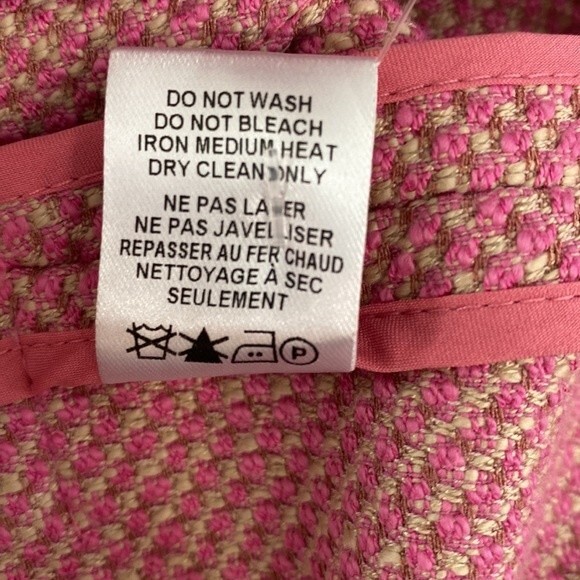 DO NOT WASH
DO NOT BLEACH
IRON MEDIUM HEAT
DRY CLEAN ONLY
NE PAS LAVER
NE PAS JAVELLISER
REPASSER AU FER CHAUD
NETTOYAGE À SEC
SEULEMENT
P